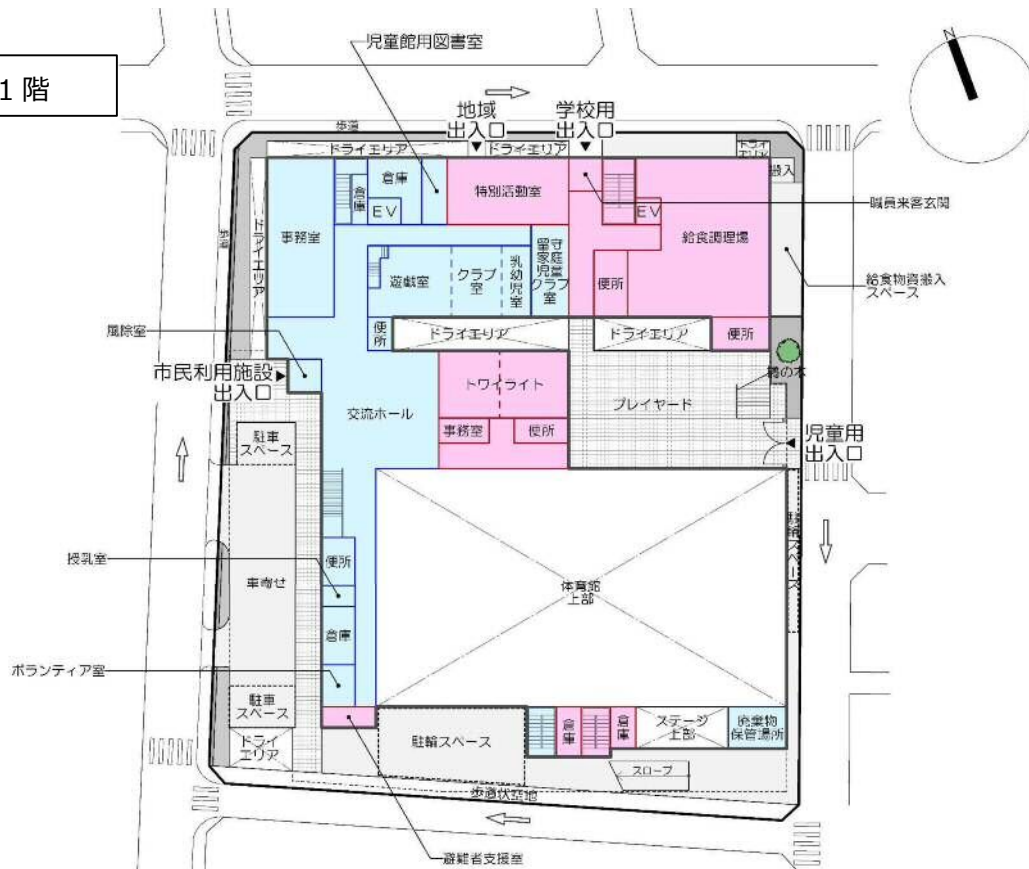 1 階
児童館用図書室
N
地域
出入口
学校用
出入口
歩道
ドライエリア
ドライエリア
ドライ
エリア
搬入
倉庫
倉庫
EV
特別活動室
EV
職員来客玄関
歩道
ドライエリア
事務室
給食調理場
遊戯室
クラブ
室
乳幼児室
留守家庭児童
クラブ室
便所
給食物資搬入
スペース
風除室
便所
ドライエリア
ドライエリア
便所
市民利用施設
出入口
トワイライト
プレイヤード
交流ホール
事務室
便所
児童用
出入口
駐車
スペース
駐輪スペース
授乳室
便所
車寄せ
体育館
上部
倉庫
ボランティア室
駐車
スペース
ドライ
エリア
駐輪スペース
倉庫
倉庫
ステージ
上部
廃棄物
保管場所
スロープ
歩道状空地
避難者支援室